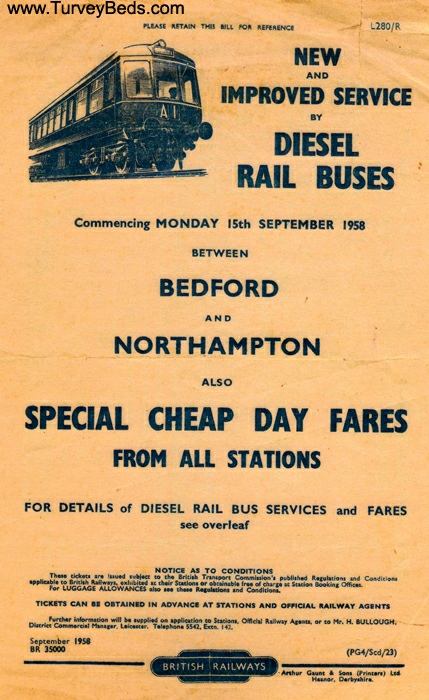 www.TurveyBeds.com
PLEASE RETAIN THIS BILL FOR REFERENCE
L280/R
A1
NEW
AND
IMPROVED SERVICE
BY
DIESEL
RAIL BUSES
Commencing MONDAY 15th SEPTEMBER 1958
BETWEEN
BEDFORD
AND
NORTHAMPTON
ALSO
SPECIAL CHEAP DAY FARES
FROM ALL STATIONS
FOR DETAILS of DIESEL RAIL BUS SERVICES and FARES
see overleaf
NOTICE AS TO CONDITIONS
These tickets are issued subject to the British Transport Commission's published Regulations and Conditions
applicable to British Railways, exhibited at their Stations or obtainable free of charge at Station Booking Offices.
For LUGGAGE ALLOWANCES also see these Regulations and Conditions.
TICKETS CAN BE OBTAINED IN ADVANCE AT STATIONS AND OFFICIAL RAILWAY AGENTS
Further information will be supplied on application to Stations, Official Railway Agents, or to Mr. H. BULLOUGH,
District Commercial Manager, Leicester. Telephone 5542, Extn. 143.
September 1958
BR 35000
(PG4/Scd/23)
BRITISH RAILWAYS
Arthur Gaunt & Sons (Printers) Ltd.
Heanor, Derbyshire.